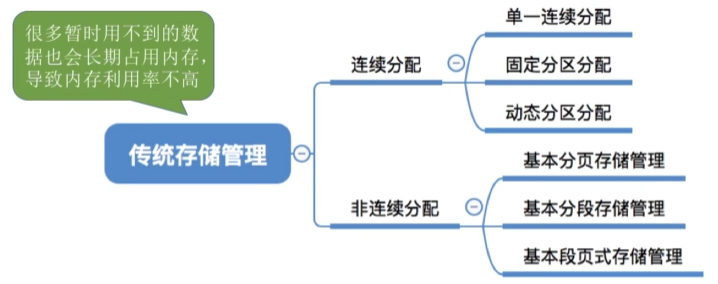 很多暂时用不到的数
据也会长期占用内存，
导致内存利用率不高
传统存储管理
连续分配
单一连续分配
固定分区分配
动态分区分配
非连续分配
基本分页存储管理
基本分段存储管理
基本段页式存储管理